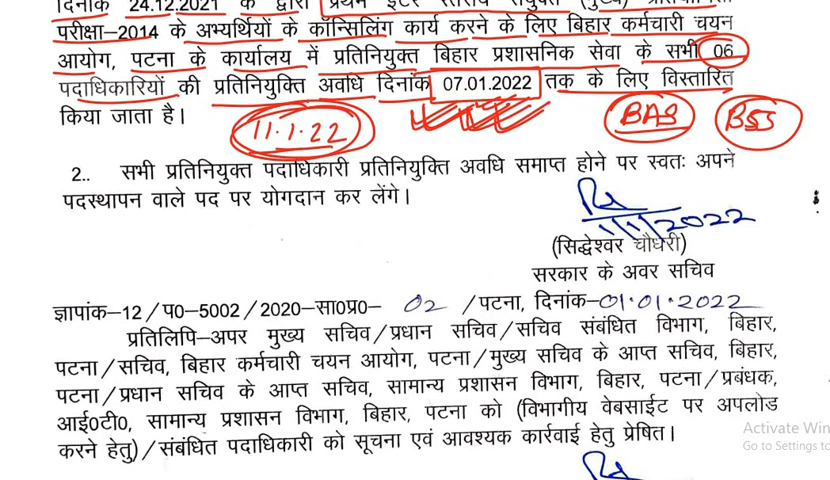 दिनांक 24.12.2021 के द्वारा प्रथम इंटर स्तरीय संयुक्त (मुख्य) प्रतियोगिता
परीक्षा–2014 के अभ्यर्थियों के कॉन्सिलिंग कार्य करने के लिए बिहार कर्मचारी चयन
आयोग, पटना के कार्यालय में प्रतिनियुक्त बिहार प्रशासनिक सेवा के सभी 06
पदाधिकारियों की प्रतिनियुक्ति अवधि दिनांक 07.01.2022 तक के लिए विस्तारित
किया जाता है।
11.1.22
BAS
BSS
2.. सभी प्रतिनियुक्त पदाधिकारी प्रतिनियुक्ति अवधि समाप्त होने पर स्वतः अपने
पदस्थापन वाले पद पर योगदान कर लेंगे।
1/1/2022
(सिद्धेश्वर चौधरी)
सरकार के अवर सचिव
ज्ञापांक–12/प0–5002/2020–सा0प्र0– 02 /पटना, दिनांक–01.01.2022
प्रतिलिपि–अपर मुख्य सचिव/प्रधान सचिव/सचिव संबंधित विभाग, बिहार,
पटना/सचिव, बिहार कर्मचारी चयन आयोग, पटना/मुख्य सचिव के आप्त सचिव, बिहार,
पटना/प्रधान सचिव के आप्त सचिव, सामान्य प्रशासन विभाग, बिहार, पटना/प्रबंधक,
आई0टी0, सामान्य प्रशासन विभाग, बिहार, पटना को (विभागीय वेबसाईट पर अपलोड
करने हेतु)/संबंधित पदाधिकारी को सूचना एवं आवश्यक कार्रवाई हेतु प्रेषित।
Activate Win
Go to Settings to